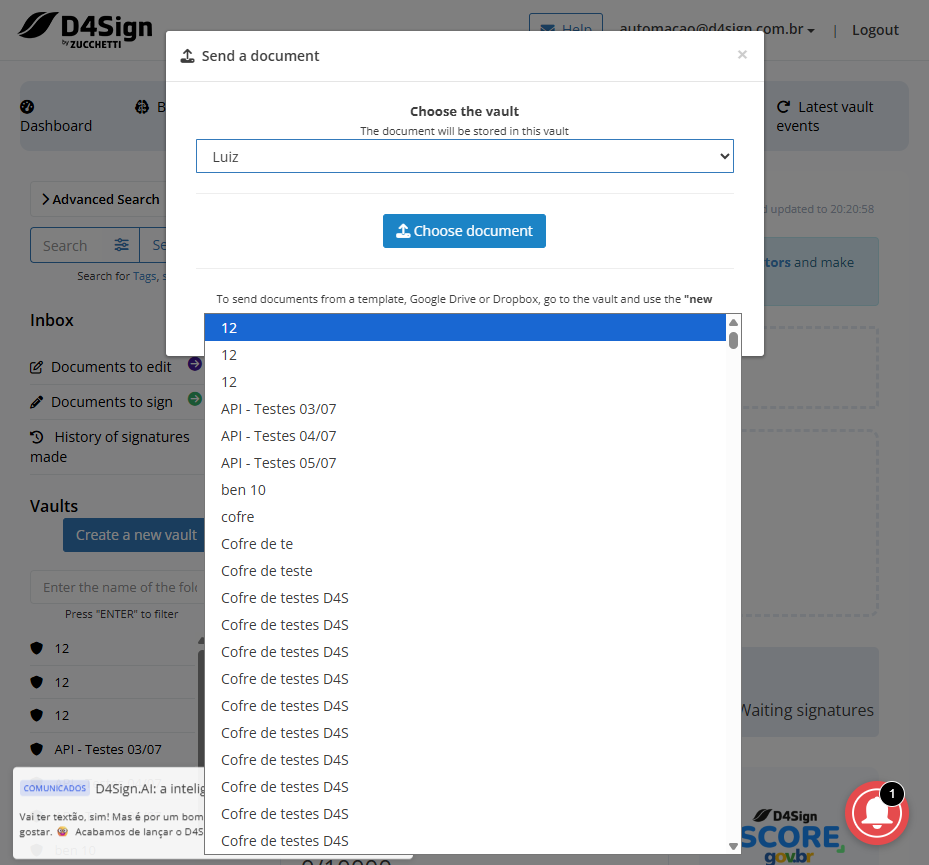 D4Sign
by ZUCCHETTI
Help
automacao@d4sign.com.br
|
Logout
Send a document
×
Dashboard
B
Latest vault
events
Choose the vault
The document will be stored in this vault
Luiz
Advanced Search
Search
Se
Search for Tags, s
d updated to 20:20:58
Choose document
tors and make
To send documents from a template, Google Drive or Dropbox, go to the vault and use the "new
Inbox
Documents to edit
Documents to sign
History of signatures
made
Vaults
Create a new vault
Enter the name of the fol
Press "ENTER" to filter
12
12
12
API - Testes 03/07
ben 10
12
12
12
API - Testes 03/07
API - Testes 04/07
API - Testes 05/07
ben 10
cofre
Cofre de te
Cofre de teste
Cofre de testes D4S
Cofre de testes D4S
Cofre de testes D4S
Cofre de testes D4S
Cofre de testes D4S
Cofre de testes D4S
Cofre de testes D4S
Cofre de testes D4S
Cofre de testes D4S
Cofre de testes D4S
Waiting signatures
COMUNICADOS
D4Sign.AI: a intelig
Vai ter textão, sim! Mas é por um bom
gostar. Acabamos de lançar o D4S
D4Sign
SCORE
gov.br
1